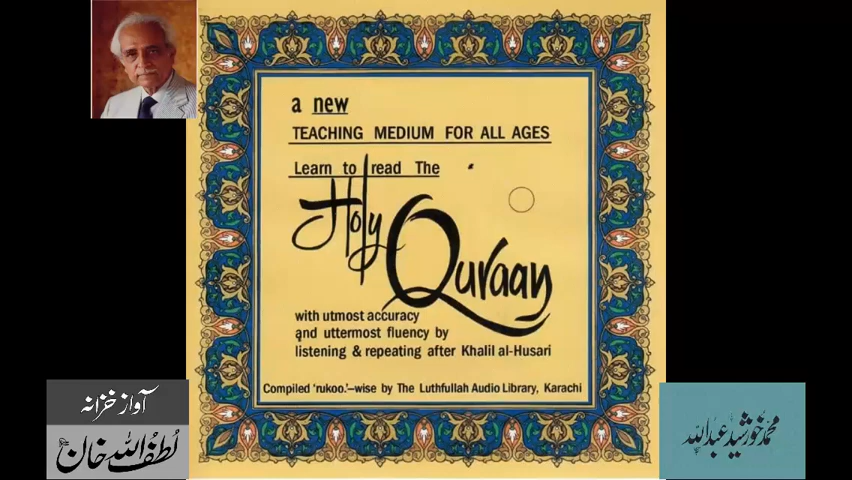 a new
TEACHING MEDIUM FOR ALL AGES
Learn to read The
Holy Quraan
with utmost accuracy
and uttermost fluency by
listening & repeating after Khalil al-Husari
Compiled ‘rukoo.’–wise by The Luthfullah Audio Library, Karachi
آواز خزانہ
لُطفُ اللہ خان
محمد خورشید عبداللہ